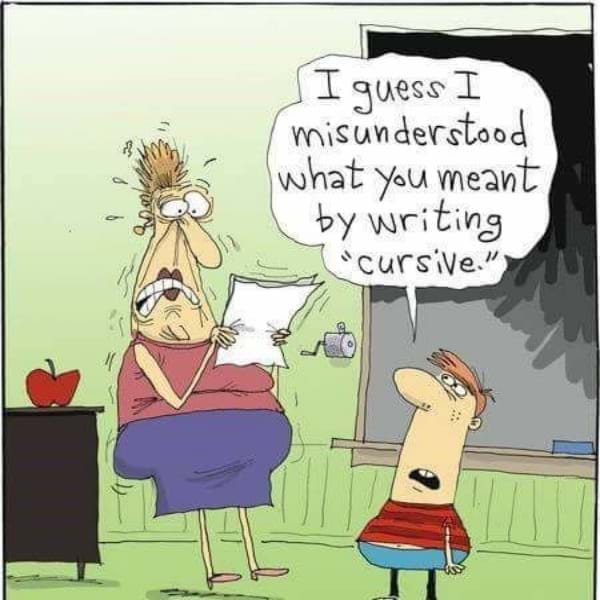 I guess I
misunderstood
what you meant
by writing
"cursive."